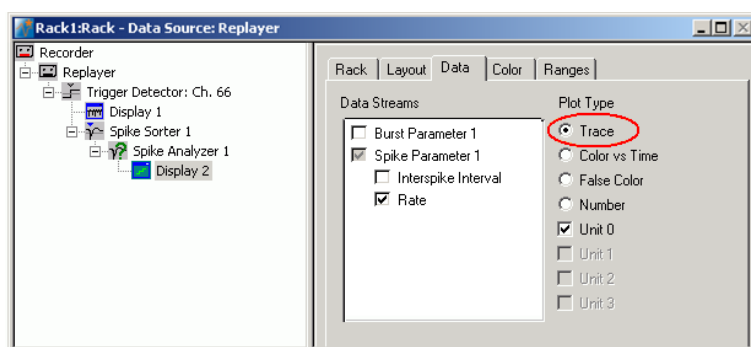 Rack1:Rack - Data Source: Replayer
Recorder
Replayer
Trigger Detector: Ch. 66
Display 1
Spike Sorter 1
Spike Analyzer 1
Display 2
Rack Layout Data Color Ranges
Data Streams
Burst Parameter 1
Spike Parameter 1
Interspike Interval
Rate
Plot Type
Trace
Color vs Time
False Color
Number
Unit 0
Unit 1
Unit 2
Unit 3